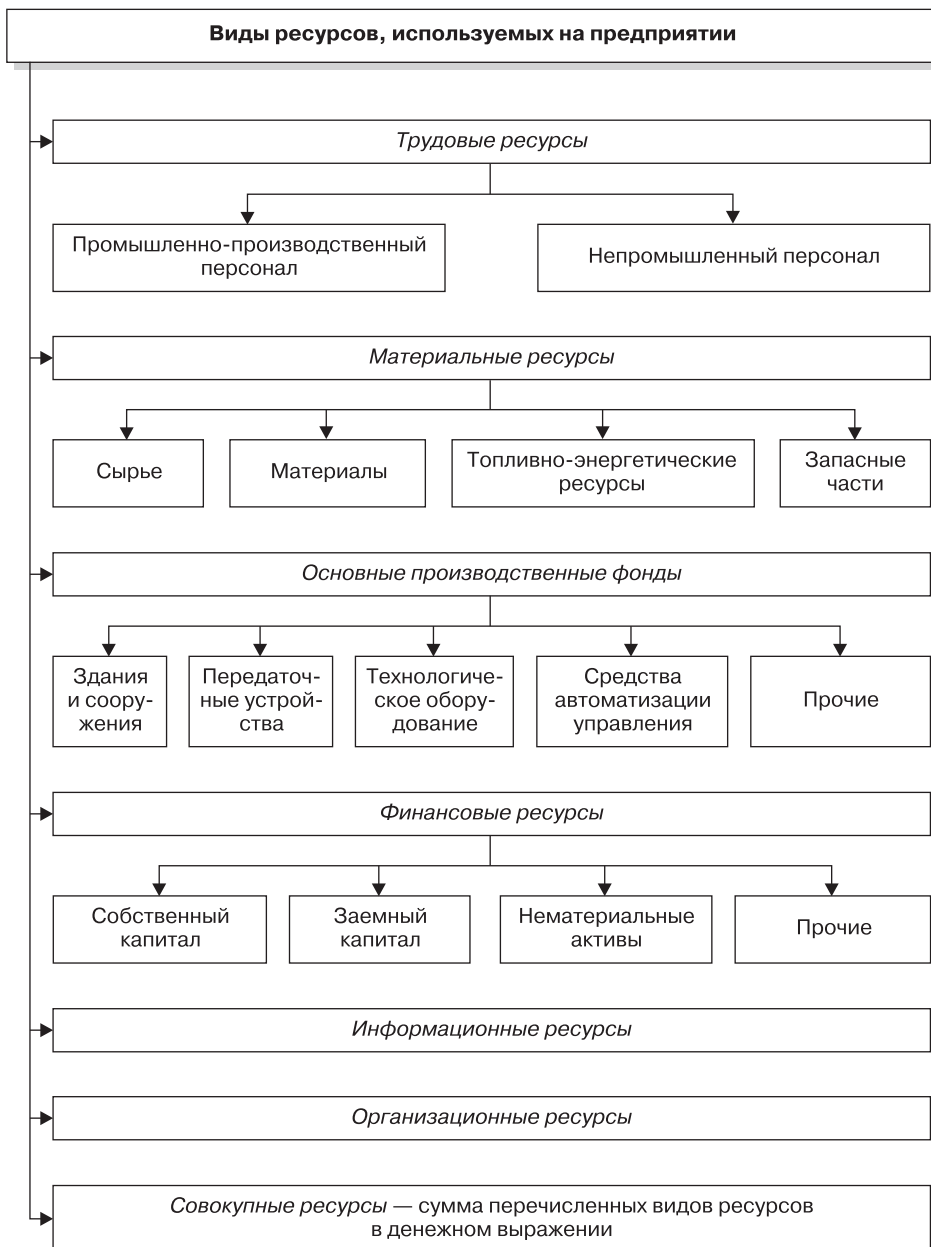 Виды ресурсов, используемых на предприятии
Трудовые ресурсы
Промышленно-производственный
персонал
Непромышленный персонал
Материальные ресурсы
Сырье
Материалы
Топливно-энергетические
ресурсы
Запасные
части
Основные производственные фонды
Здания
и соору-
жения
Передаточ-
ные устрой-
ства
Технологиче-
ское обору-
дование
Средства
автоматизации
управления
Прочие
Финансовые ресурсы
Собственный
капитал
Заемный
капитал
Нематериальные
активы
Прочие
Информационные ресурсы
Организационные ресурсы
Совокупные ресурсы — сумма перечисленных видов ресурсов
в денежном выражении